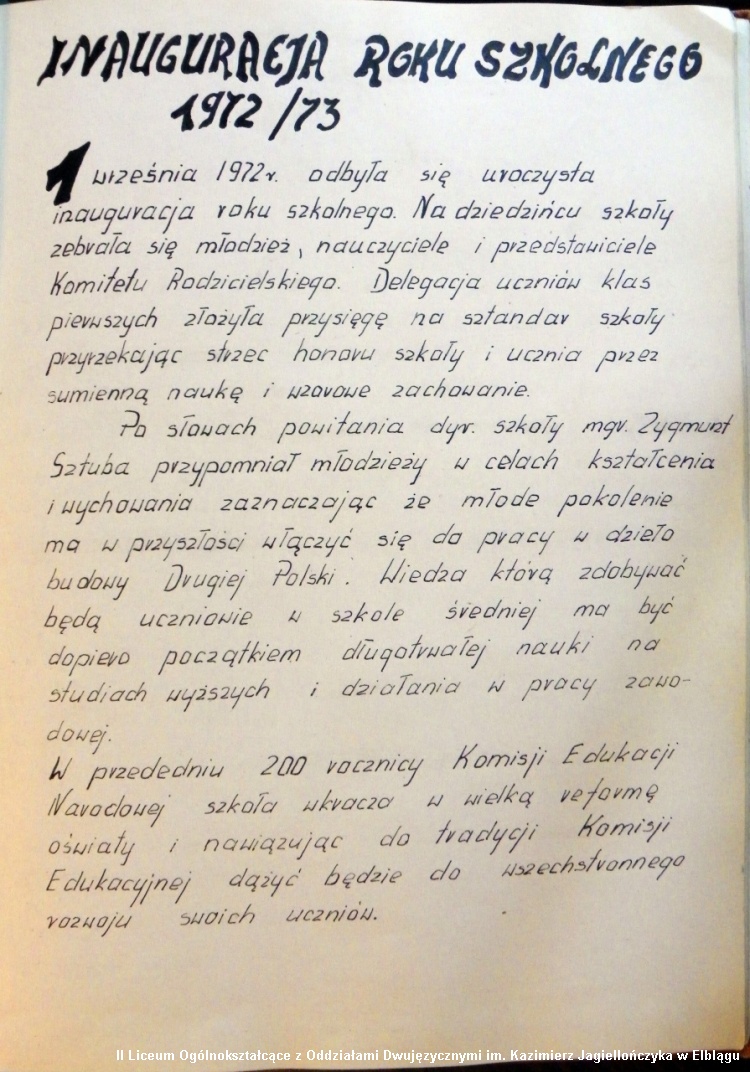 INAUGURACJA ROKU SZKOLNEGO
1972/73
1 września 1972r. odbyła się uroczysta
inauguracja roku szkolnego. Na dziedzińcu szkoły
zebrała się młodzież, nauczyciele i przedstawiciele
Komitetu Rodzicielskiego. Delegacja uczniów klas
pierwszych złożyła przysięgę na sztandar szkoły
przyrzekając strzec honoru szkoły i ucznia przez
sumienną naukę i wzorowe zachowanie.
Po słowach powitania dyr. szkoły mgr. Zygmunt
Sztuba przypomniał młodzieży w celach kształcenia
i wychowania zaznaczając że młode pokolenie
ma w przyszłości włączyć się do pracy w dzieło
budowy Drugiej Polski. Wiedza którą zdobywać
będą uczniowie w szkole średniej ma być
dopiero początkiem długotrwałej nauki na
studiach wyższych i działania w pracy zawo-
dowej.
W przededniu 200 rocznicy Komisji Edukacji
Narodowej szkoła wkracza w wielką reformę
oświaty i nawiązując do tradycji Komisji
Edukacyjnej dążyć będzie do wszechstronnego
rozwoju swoich uczniów.
II Liceum Ogólnokształcące z Oddziałami Dwujęzycznymi im. Kazimierz Jagiellończyka w Elblągu